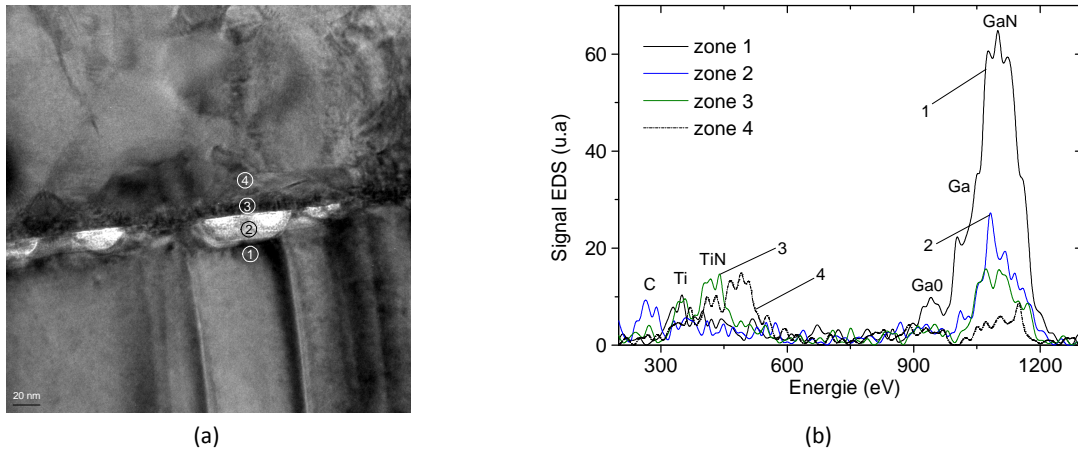 4
3
2
1
20 nm
(a)
zone 1
zone 2
zone 3
zone 4
GaN
1
Ga
2
3
TiN
4
C
Ti
Ga0
60
40
20
0
300
600
900
1200
Signal EDS (u.a)
Energie (eV)
(b)